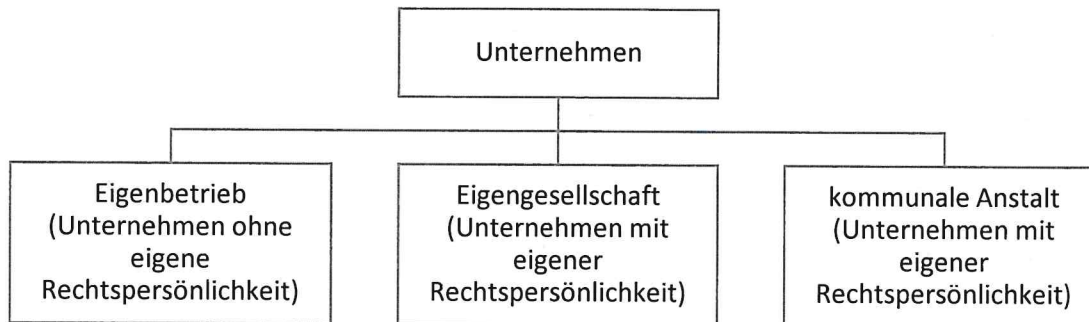 Unternehmen
Eigenbetrieb
(Unternehmen ohne
eigene
Rechtspersönlichkeit)
Eigengesellschaft
(Unternehmen mit
eigener
Rechtspersönlichkeit)
kommunale Anstalt
(Unternehmen mit
eigener
Rechtspersönlichkeit)